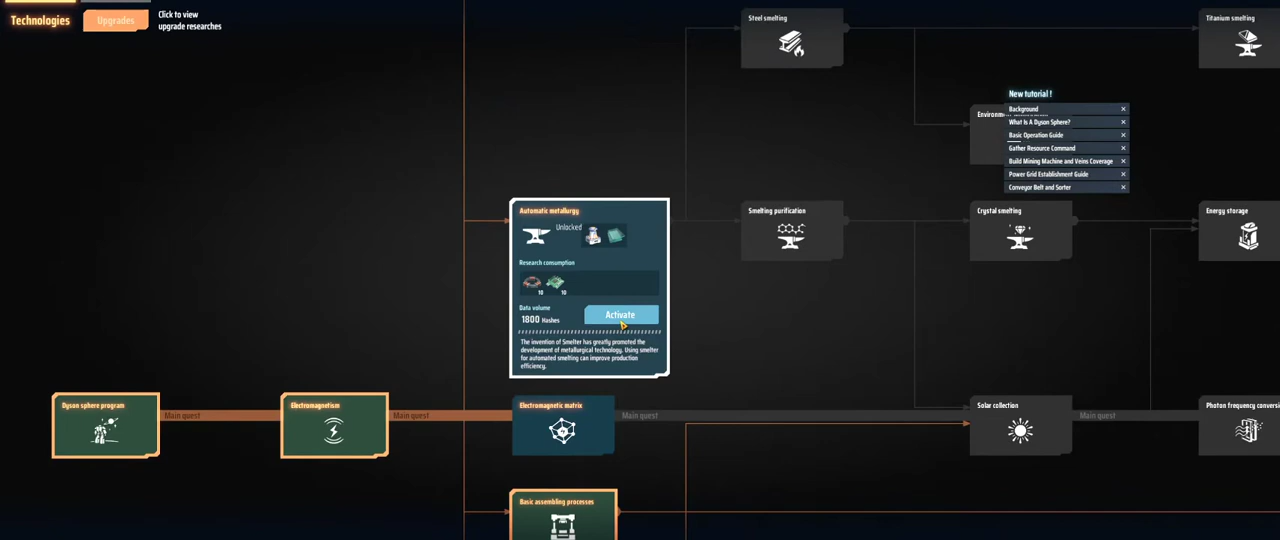 Technologies
Upgrades
Click to view
upgrade researches
Steel smelting
Titanium smelting
New tutorial !
Background
What Is A Dyson Sphere?
Basic Operation Guide
Gather Resource Command
Build Mining Machine and Veins Coverage
Power Grid Establishment Guide
Conveyor Belt and Sorter
Automatic metallurgy
Unlocked
Research consumption
10 10
Data volume
1800 Hashes
Activate
The invention of Smelter has greatly promoted the
development of metallurgical technology. Using smelter
for automated smelting can improve production
efficiency.
Smelting purification
Crystal smelting
Energy storage
Dyson sphere program
Main quest
Electromagnetism
Main quest
Electromagnetic matrix
Main quest
Solar collection
Main quest
Photon frequency conversi
Basic assembling processes